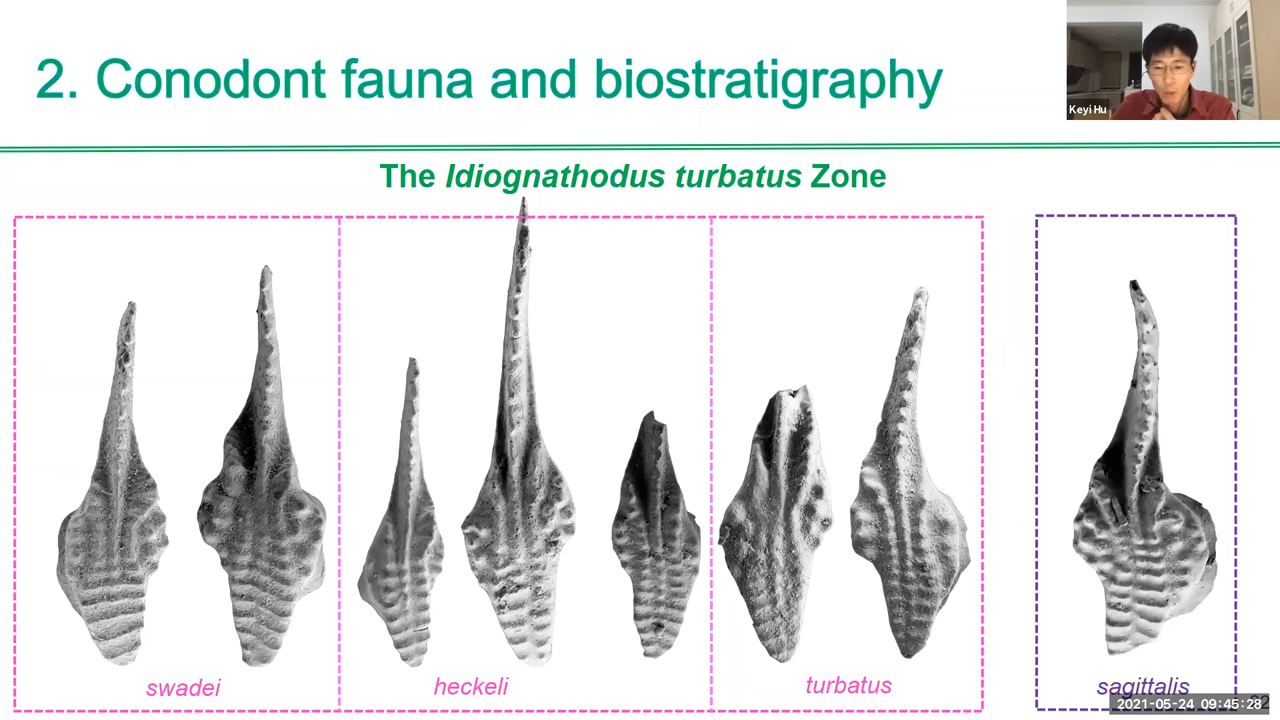 2. Conodont fauna and biostratigraphy
Keyi Hu
The Idiognathodus turbatus Zone
swadei
heckeli
turbatus
sagittalis
2021-05-24 09:45:28